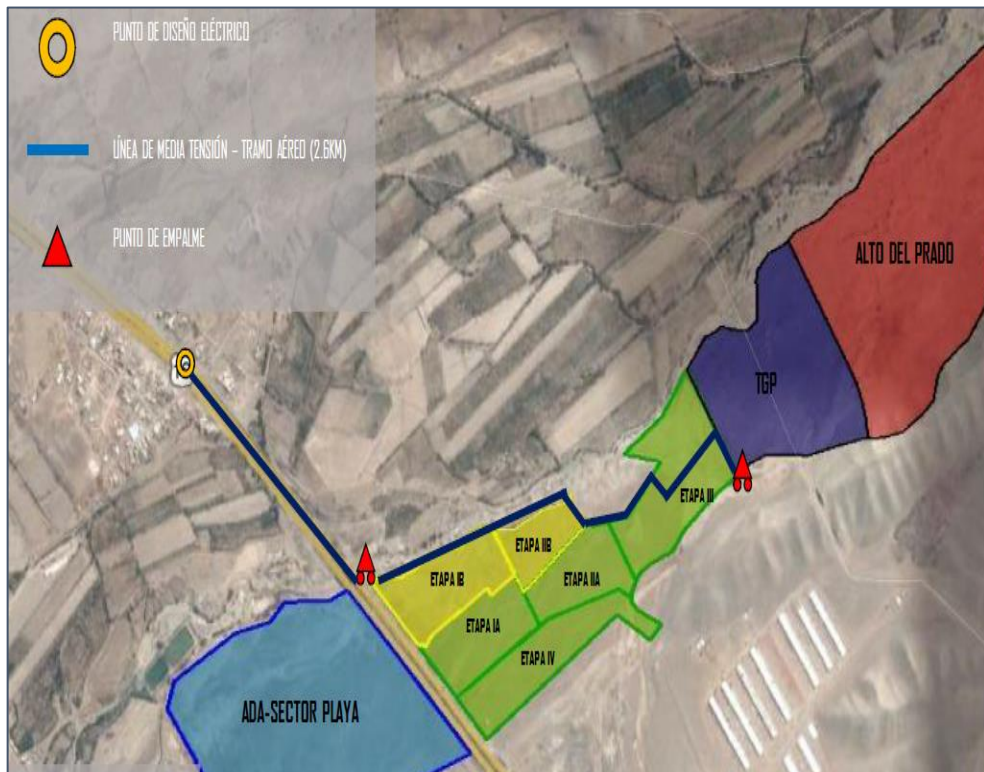 PUNTO DE DISEÑO ELÉCTRICO
LÍNEA DE MEDIA TENSIÓN – TRAMO AÉREO (2.6KM)
PUNTO DE EMPALME
ALTO DEL PRADO
TGP
ETAPA III
ETAPA IIB
ETAPA IB
ETAPA IIA
ETAPA IA
ETAPA IV
ADA-SECTOR PLAYA